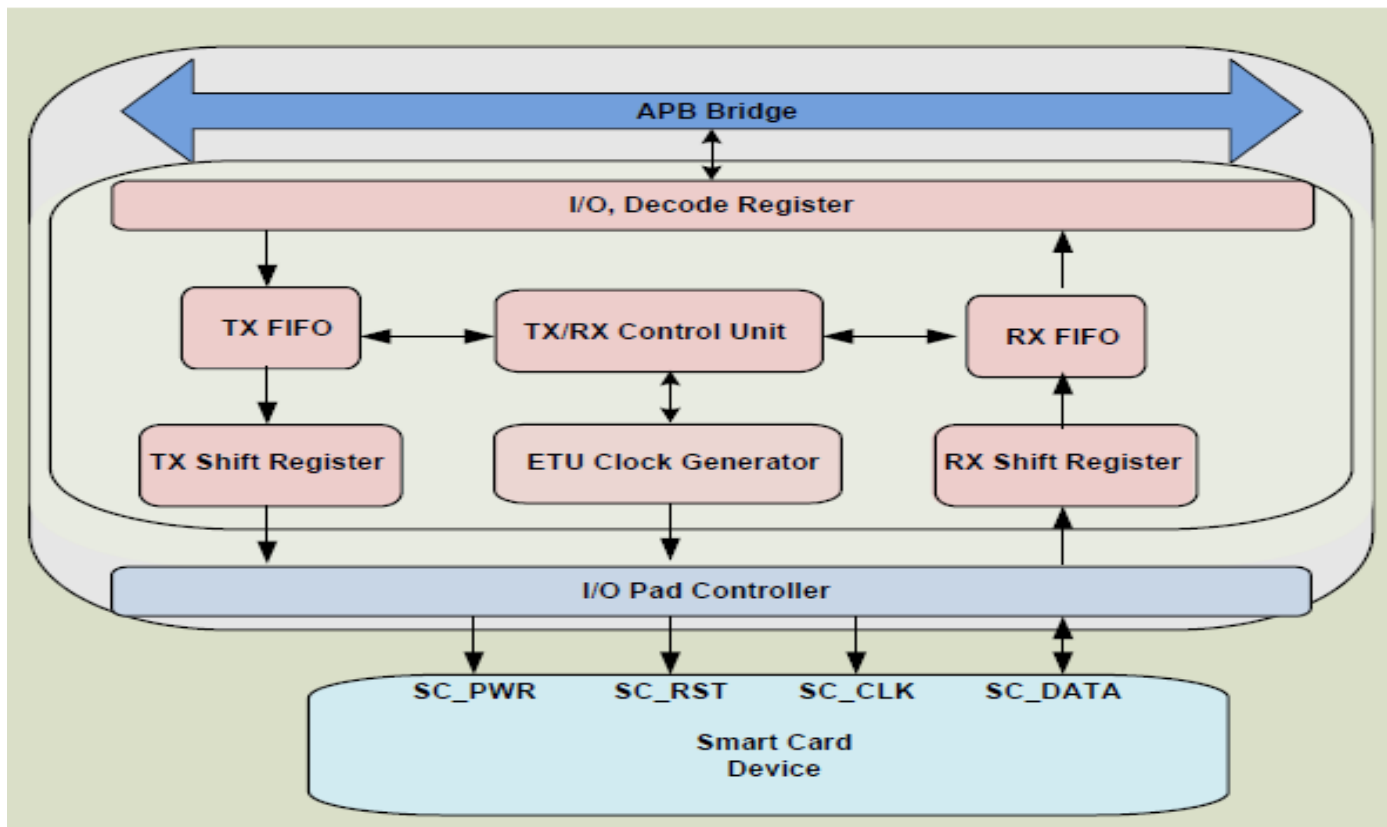 APB Bridge
I/O, Decode Register
TX FIFO
TX/RX Control Unit
RX FIFO
TX Shift Register
ETU Clock Generator
RX Shift Register
I/O Pad Controller
SC_PWR
SC_RST
SC_CLK
SC_DATA
Smart Card
Device